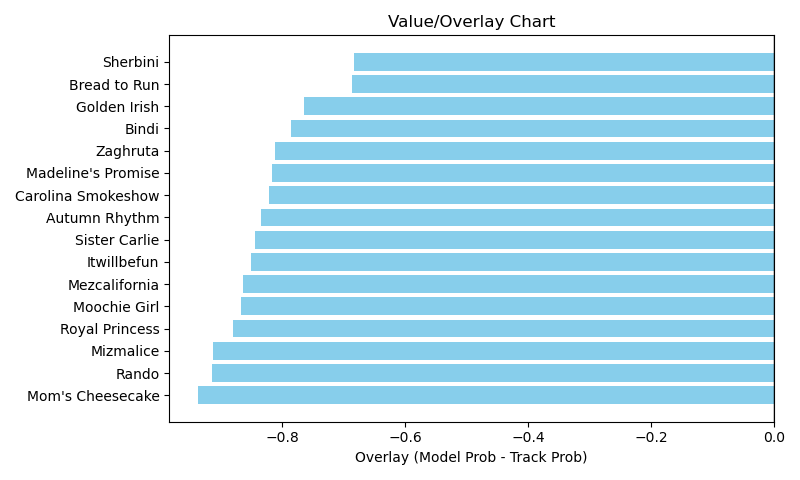 Value/Overlay Chart
Sherbini
Bread to Run
Golden Irish
Bindi
Zaghruta
Madeline's Promise
Carolina Smokeshow
Autumn Rhythm
Sister Carlie
Itwillbefun
Mezcalifornia
Moochie Girl
Royal Princess
Mizmalice
Rando
Mom's Cheesecake
−0.8 −0.6 −0.4 −0.2 0.0
Overlay (Model Prob - Track Prob)